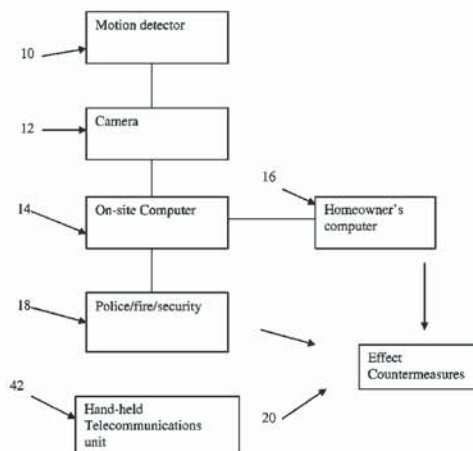 Motion detector
10
Camera
12
16
On-site Computer
14
Homeowner's
computer
Police/fire/security
18
Effect
Countermeasures
42
Hand-held
Telecommunications
unit
20